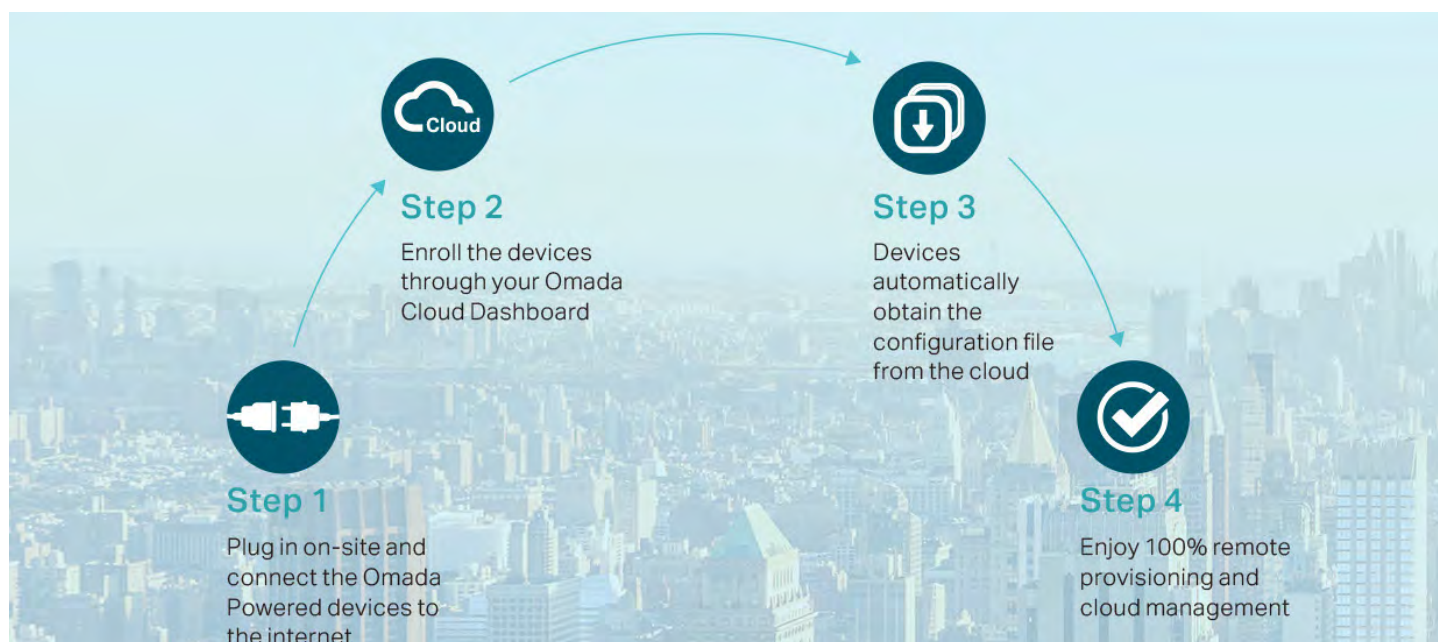 Step 1
Plug in on-site and
connect the Omada
Powered devices to
the internet
Cloud
Step 2
Enroll the devices
through your Omada
Cloud Dashboard
Step 3
Devices
automatically
obtain the
configuration file
from the cloud
Step 4
Enjoy 100% remote
provisioning and
cloud management